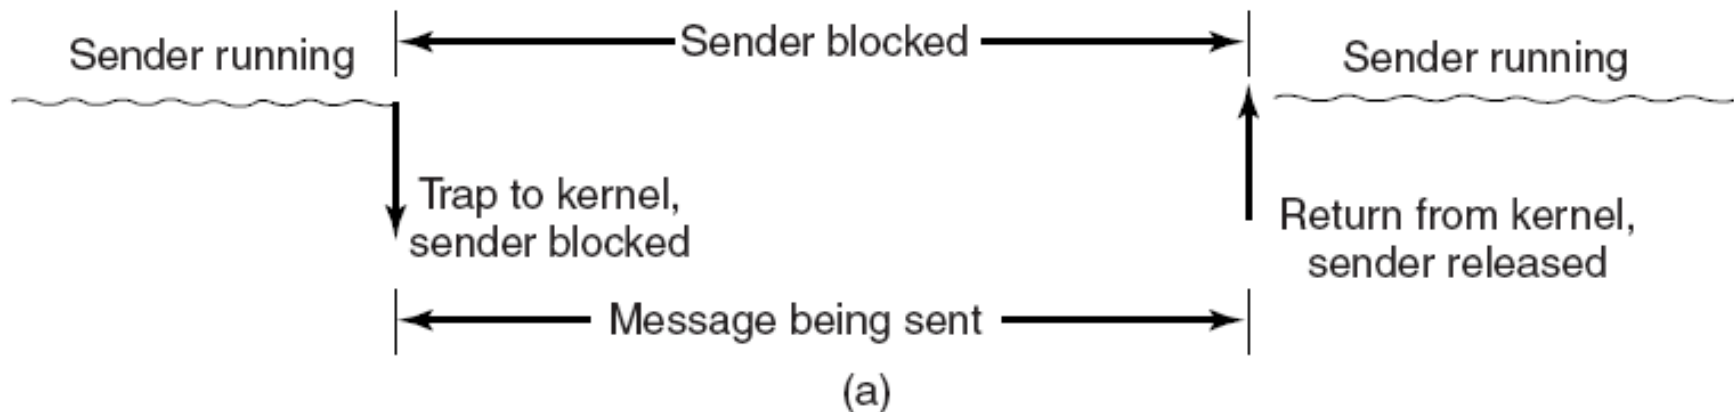 Sender running
Sender blocked
Sender running
Trap to kernel,
sender blocked
Return from kernel,
sender released
Message being sent
(a)